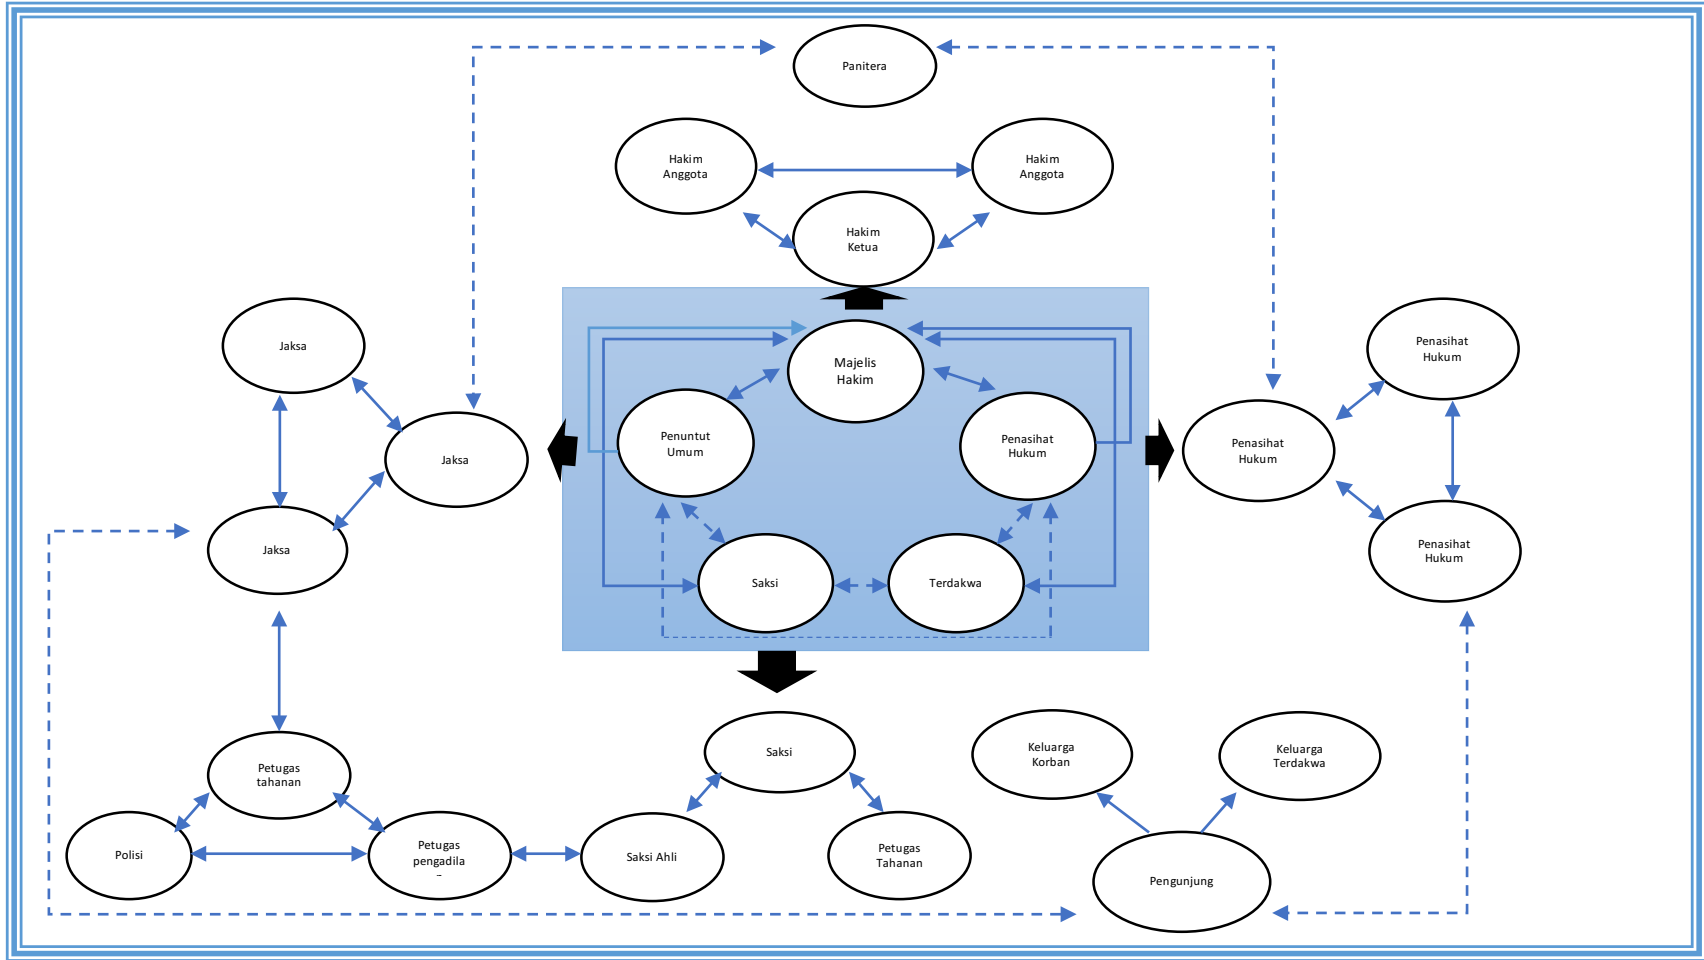 Panitera
Hakim
Anggota
Hakim
Anggota
Hakim
Ketua
Jaksa
Jaksa
Jaksa
Majelis
Hakim
Penuntut
Umum
Penasihat
Hukum
Saksi
Terdakwa
Penasihat
Hukum
Penasihat
Hukum
Penasihat
Hukum
Petugas
tahanan
Polisi
Petugas
pengadila
Saksi
Saksi Ahli
Petugas
Tahanan
Keluarga
Korban
Keluarga
Terdakwa
Pengunjung